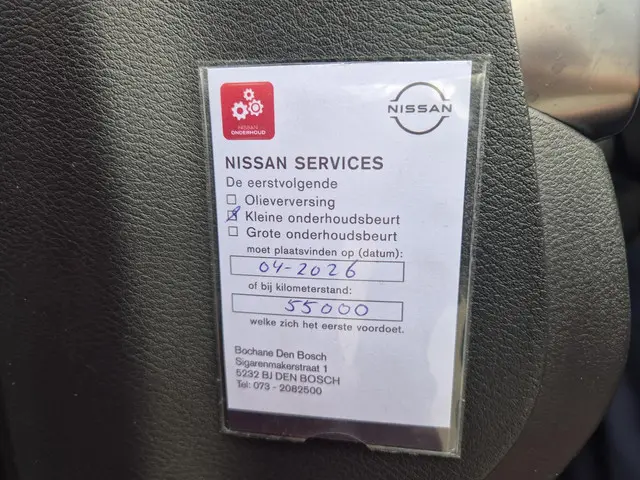 NISSAN
ONDERHOUD
NISSAN
NISSAN SERVICES
De eerstvolgende
Olieverversing
Kleine onderhoudsbeurt
Grote onderhoudsbeurt
moet plaatsvinden op (datum):
04-2026
of bij kilometerstand:
55000
welke zich het eerste voordoet.
Bochane Den Bosch
Sigarenmakerstraat 1
5232 BJ DEN BOSCH
Tel: 073 - 2082500